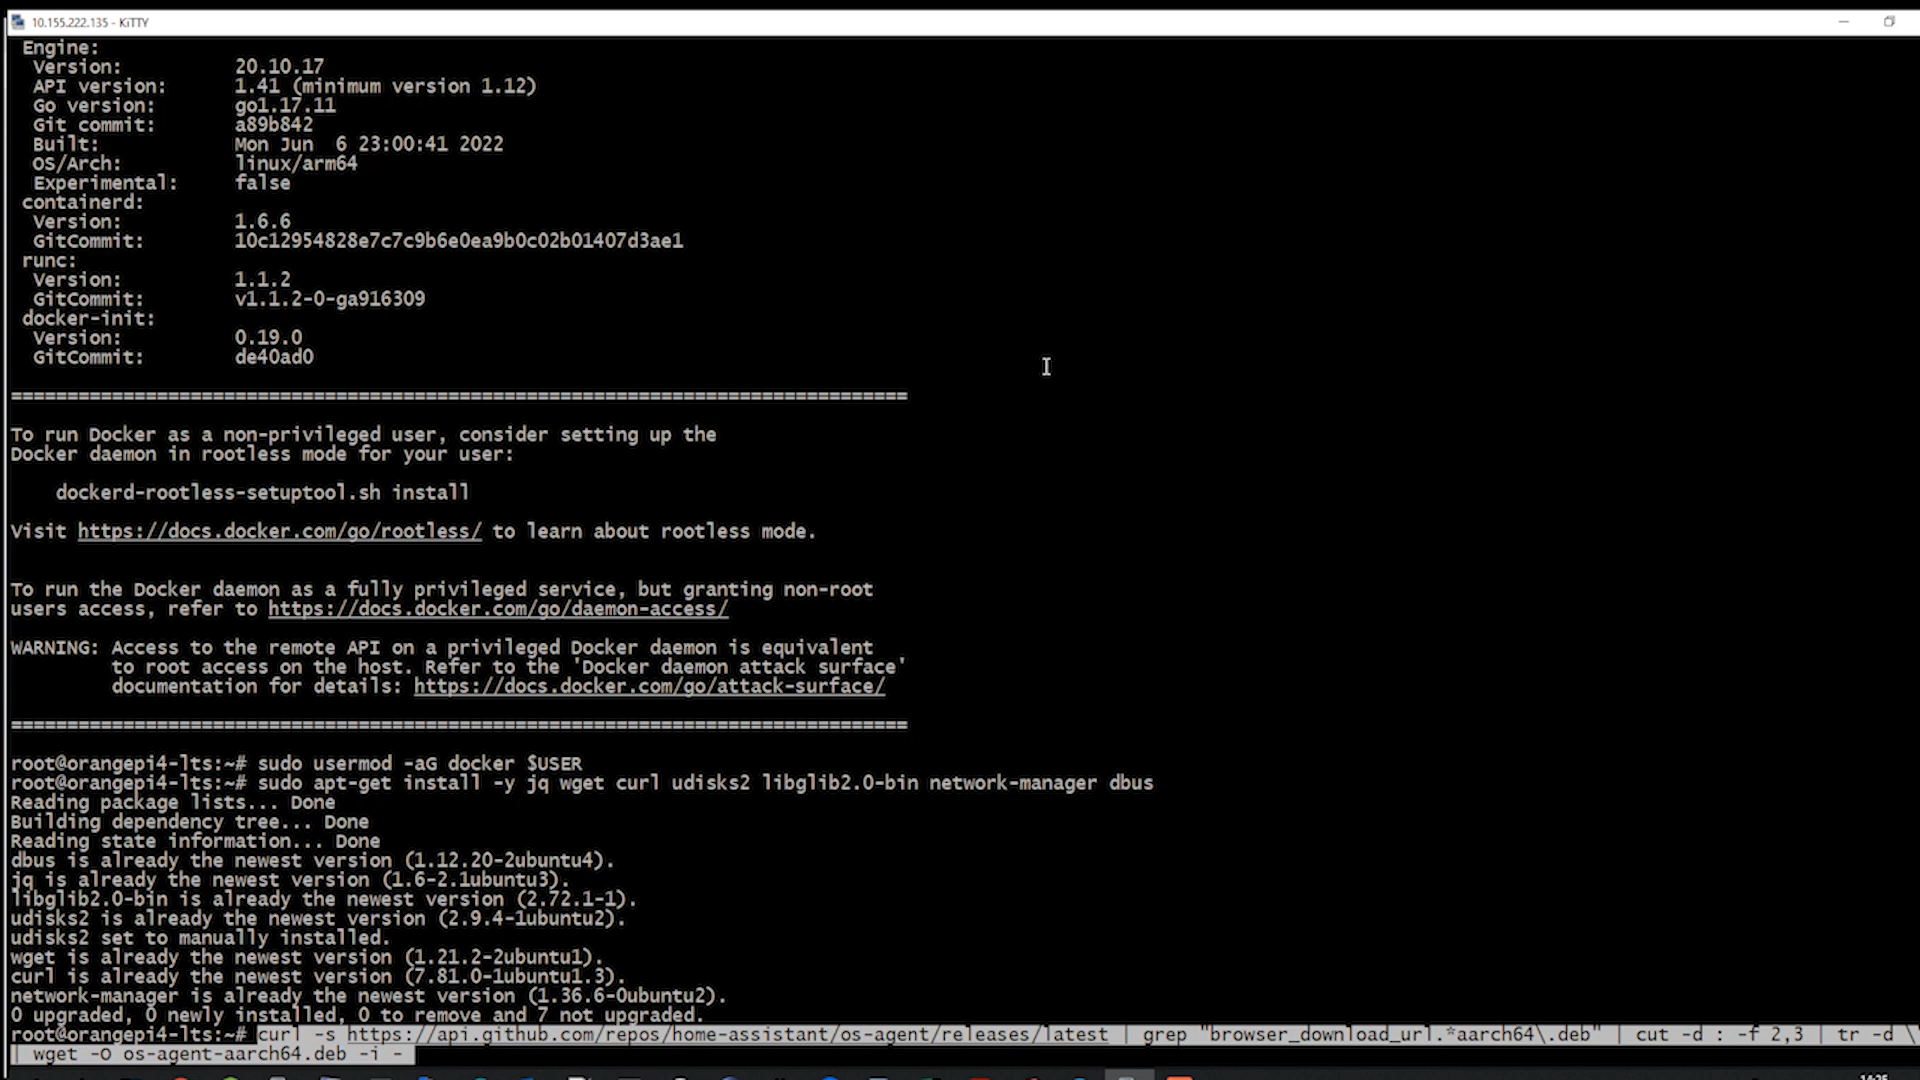 10.155.222.135 - KiTTY
Engine:
Version: 20.10.17
API version: 1.41 (minimum version 1.12)
Go version: go1.17.11
Git commit: a89b842
Built: Mon Jun  6 23:00:41 2022
OS/Arch: linux/arm64
Experimental: false
containerd:
Version: 1.6.6
GitCommit: 10c12954828e7c7c9b6e0ea9b0c02b01407d3ae1
runc:
Version: 1.1.2
GitCommit: v1.1.2-0-ga916309
docker-init:
Version: 0.19.0
GitCommit: de40ad0
================================================================================
To run Docker as a non-privileged user, consider setting up the
Docker daemon in rootless mode for your user:
dockerd-rootless-setuptool.sh install
Visit https://docs.docker.com/go/rootless/ to learn about rootless mode.
To run the Docker daemon as a fully privileged service, but granting non-root
users access, refer to https://docs.docker.com/go/daemon-access/
WARNING: Access to the remote API on a privileged Docker daemon is equivalent
to root access on the host. Refer to the 'Docker daemon attack surface'
documentation for details: https://docs.docker.com/go/attack-surface/
================================================================================
root@orangepi4-lts:~# sudo usermod -aG docker $USER
root@orangepi4-lts:~# sudo apt-get install -y jq wget curl udisks2 libglib2.0-bin network-manager dbus
Reading package lists... Done
Building dependency tree... Done
Reading state information... Done
dbus is already the newest version (1.12.20-2ubuntu4).
jq is already the newest version (1.6-2.1ubuntu3).
libglib2.0-bin is already the newest version (2.72.1-1).
udisks2 is already the newest version (2.9.4-1ubuntu2).
udisks2 set to manually installed.
wget is already the newest version (1.21.2-2ubuntu1).
curl is already the newest version (7.81.0-1ubuntu1.3).
network-manager is already the newest version (1.36.6-0ubuntu2).
0 upgraded, 0 newly installed, 0 to remove and 7 not upgraded.
root@orangepi4-lts:~# curl -s https://api.github.com/repos/home-assistant/os-agent/releases/latest | grep "browser_download_url.*aarch64\.deb" | cut -d : -f 2,3 | tr -d \
| wget -O os-agent-aarch64.deb -i -